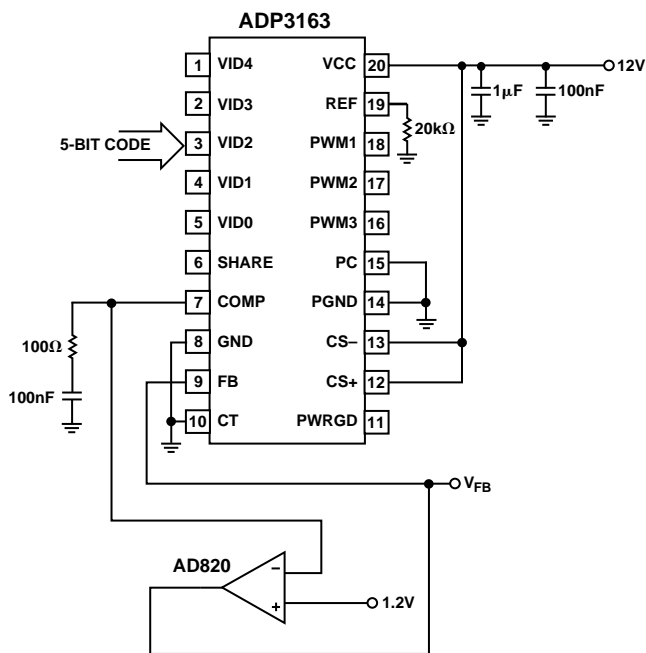 ADP3163
1 VID4 VCC 20 12V
1μF 100nF
2 VID3 REF 19
20kΩ
5-BIT CODE 3 VID2 PWM1 18
4 VID1 PWM2 17
5 VID0 PWM3 16
6 SHARE PC 15
7 COMP PGND 14
100Ω 8 GND CS– 13
100nF 9 FB CS+ 12
10 CT PWRGD 11
VFB
AD820
–
+ 1.2V